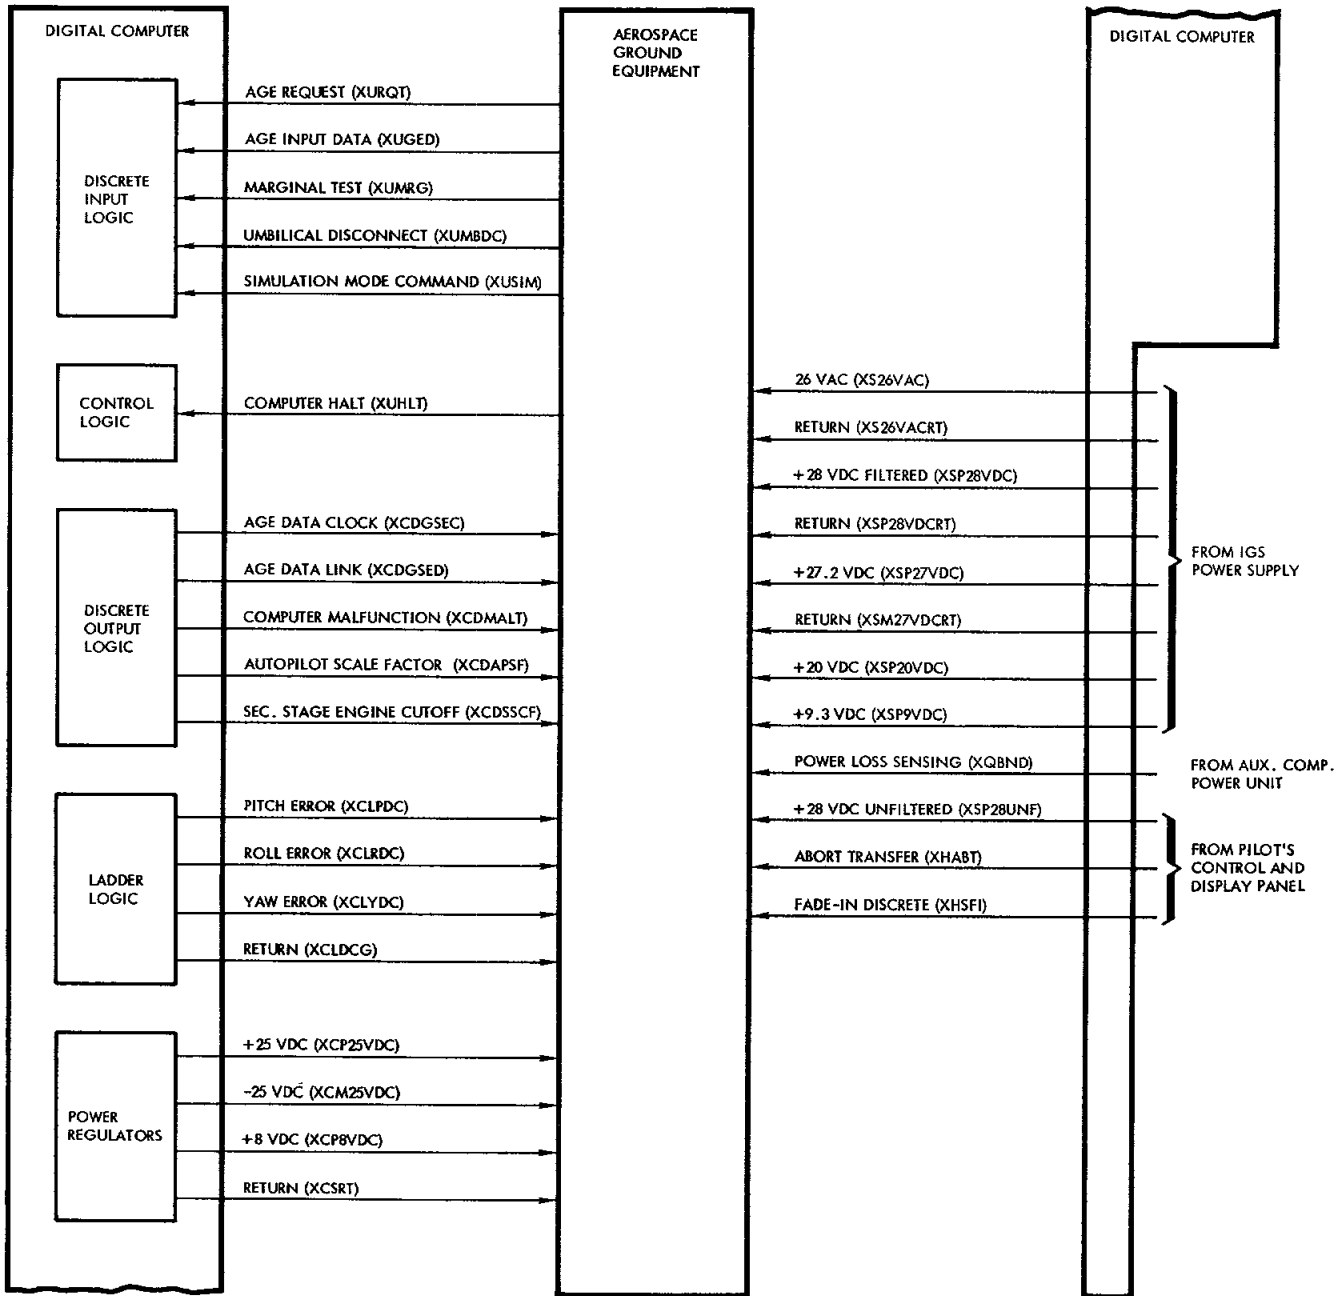 DIGITAL COMPUTER
DISCRETE
INPUT
LOGIC
AGE REQUEST (XURQT)
AGE INPUT DATA (XUGED)
MARGINAL TEST (XUMRG)
UMBILICAL DISCONNECT (XUMBDC)
SIMULATION MODE COMMAND (XUSIM)
CONTROL
LOGIC
COMPUTER HALT (XUHLT)
DISCRETE
OUTPUT
LOGIC
AGE DATA CLOCK (XCDGSEC)
AGE DATA LINK (XCDGSED)
COMPUTER MALFUNCTION (XCDMALT)
AUTOPILOT SCALE FACTOR (XCDAPSF)
SEC. STAGE ENGINE CUTOFF (XCDSSCF)
LADDER
LOGIC
PITCH ERROR (XCLPDC)
ROLL ERROR (XCLRDC)
YAW ERROR (XCLYDC)
RETURN (XCLDCG)
POWER
REGULATORS
+25 VDC (XCP25VDC)
-25 VDC (XCM25VDC)
+8 VDC (XCP8VDC)
RETURN (XCSRT)
AEROSPACE
GROUND
EQUIPMENT
DIGITAL COMPUTER
26 VAC (XS26VAC)
RETURN (XS26VACRT)
+28 VDC FILTERED (XSP28VDC)
RETURN (XSP28VDCRT)
+27.2 VDC (XSP27VDC)
RETURN (XSM27VDCRT)
+20 VDC (XSP20VDC)
+9.3 VDC (XSP9VDC)
FROM IGS
POWER SUPPLY
POWER LOSS SENSING (XQBND)
FROM AUX. COMP.
POWER UNIT
+28 VDC UNFILTERED (XSP28UNF)
ABORT TRANSFER (XHABT)
FADE-IN DISCRETE (XHSFI)
FROM PILOT'S
CONTROL AND
DISPLAY PANEL